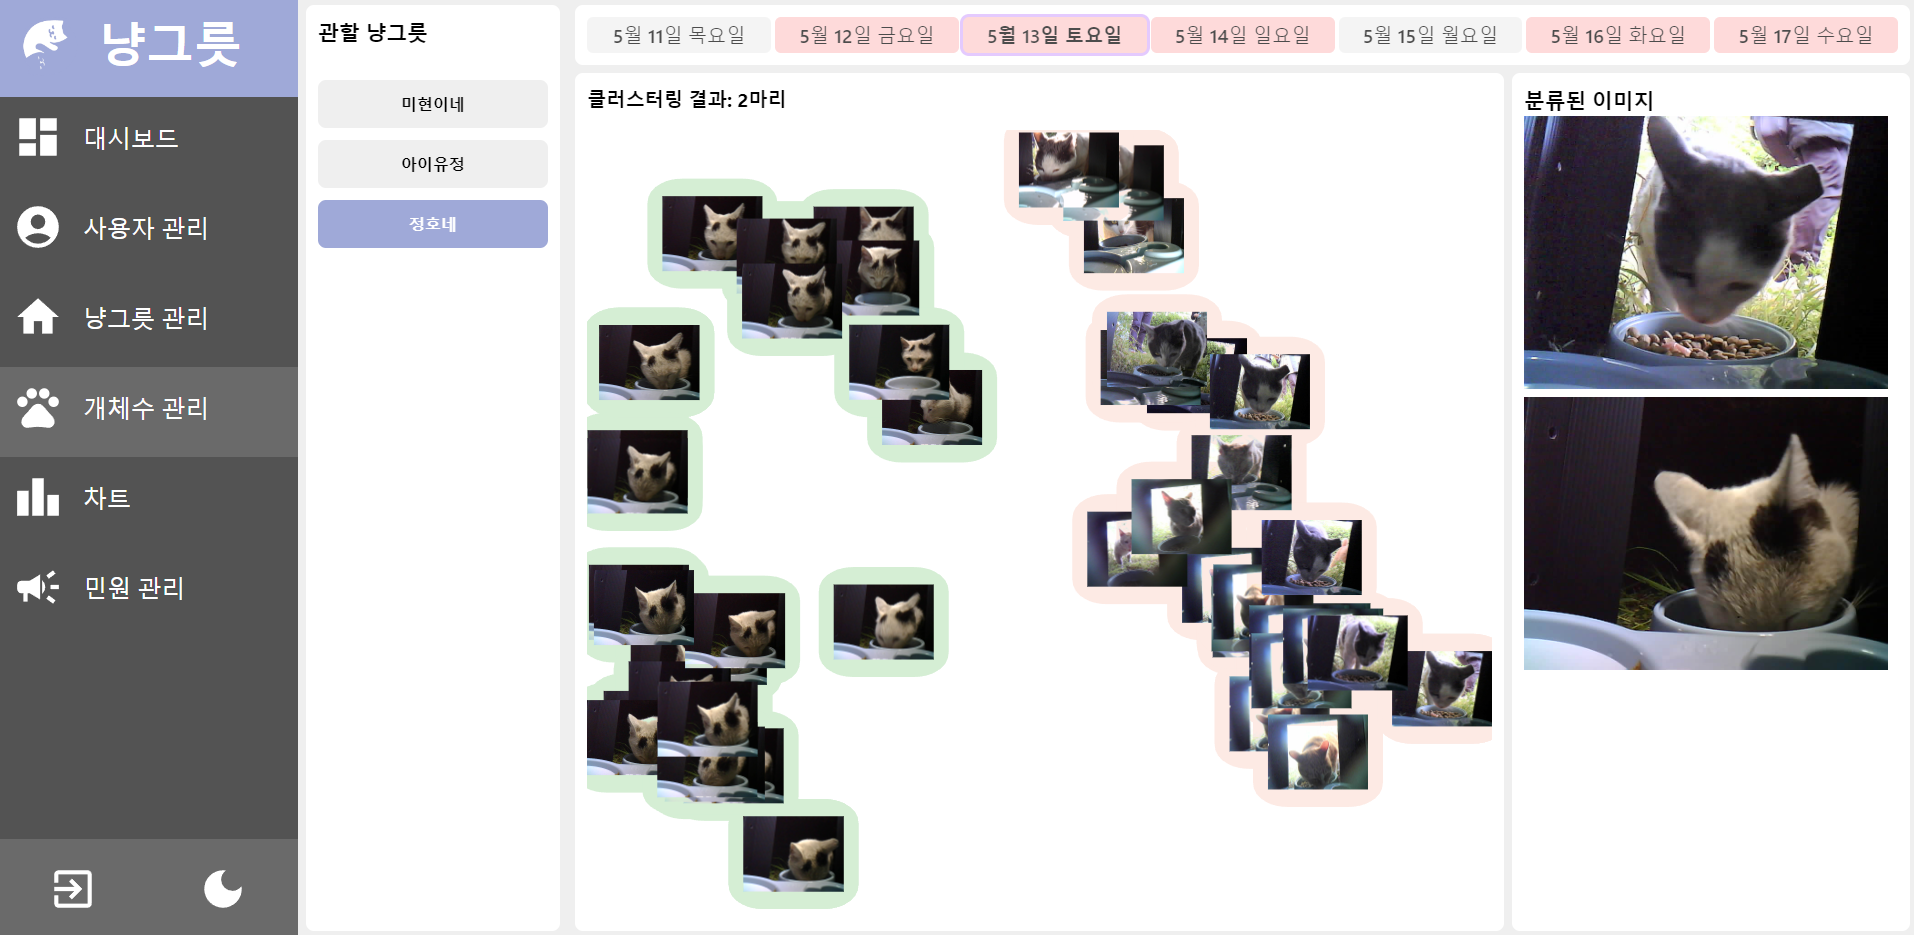 냥그릇
대시보드
사용자 관리
냥그릇 관리
개체수 관리
차트
민원 관리
관할 냥그릇
미현이네
아이유정
정호네
5월 11일 목요일
5월 12일 금요일
5월 13일 토요일
5월 14일 일요일
5월 15일 월요일
5월 16일 화요일
5월 17일 수요일
클러스터링 결과: 2마리
분류된 이미지